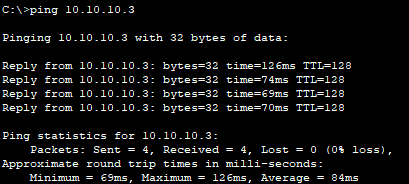 C:\>ping 10.10.10.3
Pinging 10.10.10.3 with 32 bytes of data:
Reply from 10.10.10.3: bytes=32 time=126ms TTL=128
Reply from 10.10.10.3: bytes=32 time=74ms TTL=128
Reply from 10.10.10.3: bytes=32 time=69ms TTL=128
Reply from 10.10.10.3: bytes=32 time=70ms TTL=128
Ping statistics for 10.10.10.3:
    Packets: Sent = 4, Received = 4, Lost = 0 (0% loss),
Approximate round trip times in milli-seconds:
    Minimum = 69ms, Maximum = 126ms, Average = 84ms